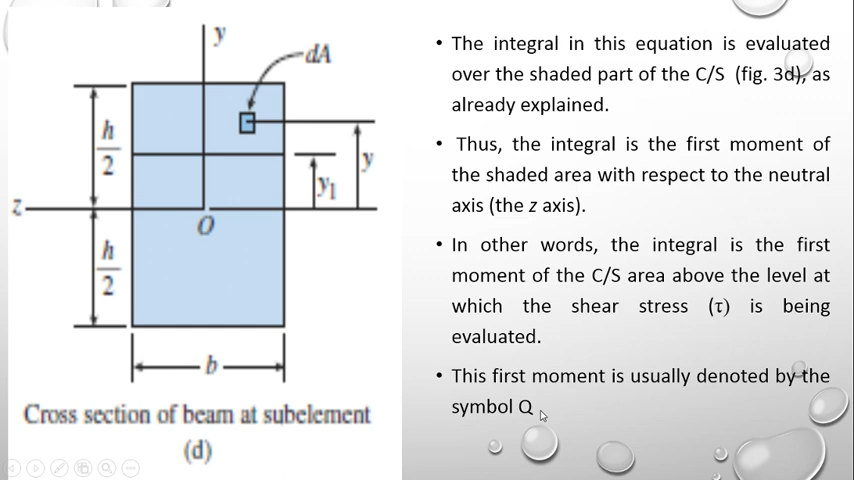 y
dA
h
2
y
y1
z
O
h
2
b
Cross section of beam at subelement
(d)
• The integral in this equation is evaluated
over the shaded part of the C/S (fig. 3d), as
already explained.
• Thus, the integral is the first moment of
the shaded area with respect to the neutral
axis (the z axis).
• In other words, the integral is the first
moment of the C/S area above the level at
which the shear stress (τ) is being
evaluated.
• This first moment is usually denoted by the
symbol Q